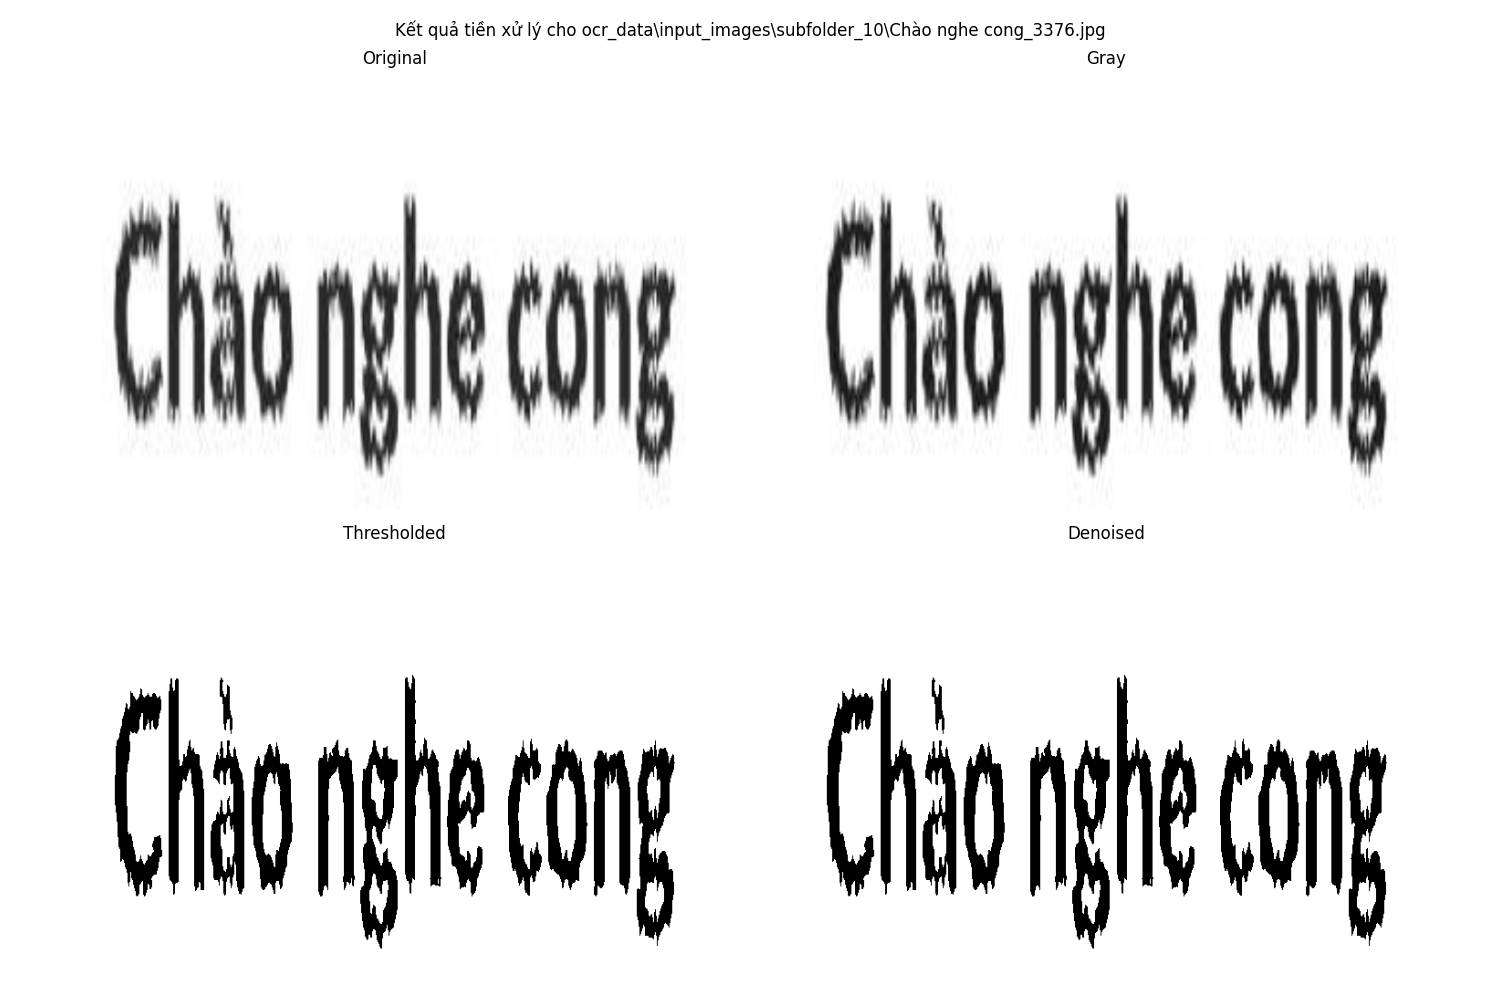 Kết quả tiền xử lý cho ocr_data\input_images\subfolder_10\Chào nghe cong_3376.jpg
Original
Gray
Chào nghe cong
Chào nghe cong
Thresholded
Denoised
Chào nghe cong
Chào nghe cong